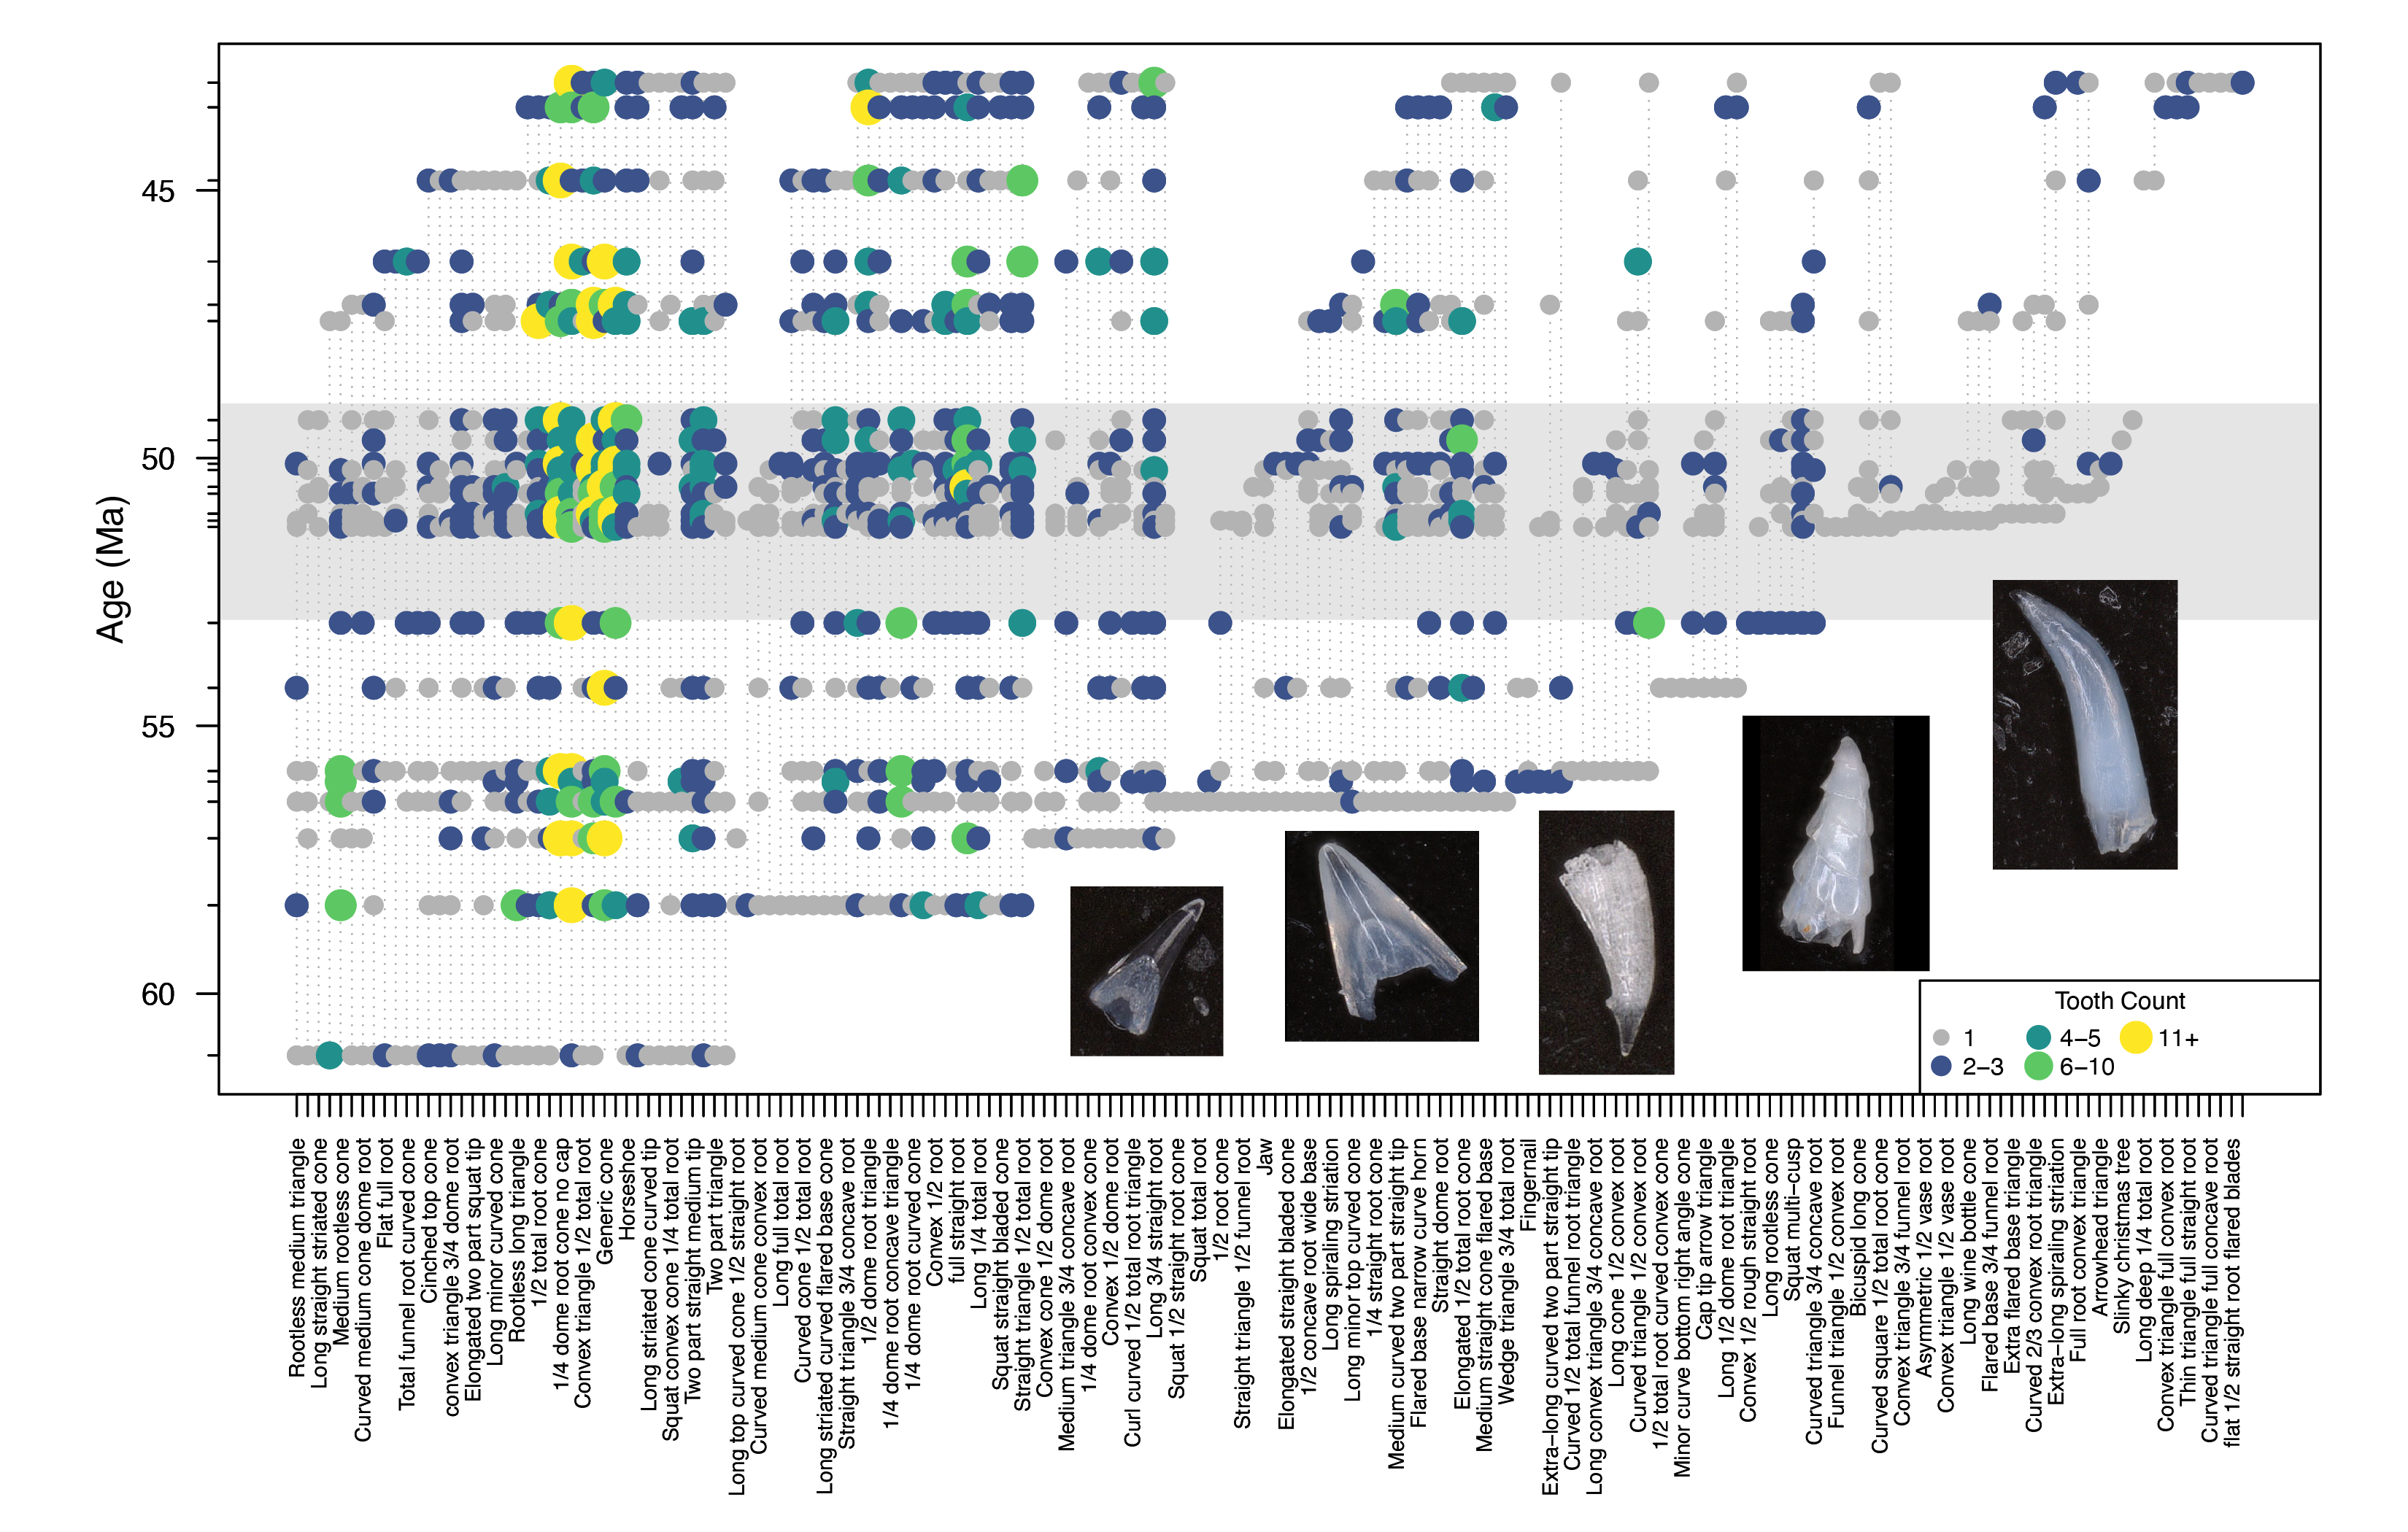 Age (Ma)
45
50
55
60
Tooth Count
1
2–3
4–5
6–10
11+
Rootless medium triangle
Long straight striated cone
Medium rootless cone
Curved medium cone dome root
Flat full root
Total funnel root curved cone
Cinched top cone
convex triangle 3/4 dome root
Elongated two part squat tip
Long minor curved cone
Rootless long triangle
1/2 total root cone
1/4 dome root cone no cap
Convex triangle 1/2 total root
Generic cone
Horseshoe
Long striated cone curved tip
Squat convex cone 1/4 total root
Two part straight medium tip
Two part triangle
Long top curved cone 1/2 straight root
Curved medium cone convex root
Long full total root
Curved cone 1/2 total root
Long striated curved flared base cone
Straight triangle 3/4 concave root
1/2 dome root triangle
1/4 dome root concave triangle
1/4 dome root curved cone
Convex 1/2 root
full straight root
Long 1/4 total root
Squat straight bladed cone
Straight triangle 1/2 total root
Convex cone 1/2 dome root
Medium triangle 3/4 concave root
1/4 dome root convex cone
Convex 1/2 dome root
Curl curved 1/2 total root triangle
Long 3/4 straight root
Squat 1/2 straight root cone
Squat total root
1/2 root cone
Straight triangle 1/2 funnel root
Jaw
Elongated straight bladed cone
1/2 concave root wide base
Long spiraling striation
Long minor top curved cone
1/4 straight root cone
Medium curved two part straight tip
Flared base narrow curve horn
Straight dome root
Elongated 1/2 total root cone
Medium straight cone flared base
Wedge triangle 3/4 total root
Fingernail
Extra–long curved two part straight tip
Curved 1/2 total funnel root triangle
Long convex triangle 3/4 concave root
Long cone 1/2 convex root
Curved triangle 1/2 convex root
1/2 total root curved convex cone
Minor curve bottom right angle cone
Cap tip arrow triangle
Long 1/2 dome root triangle
Convex 1/2 rough straight root
Long rootless cone
Squat multi–cusp
Curved triangle 3/4 concave root
Funnel triangle 1/2 convex root
Bicuspid long cone
Curved square 1/2 total root cone
Convex triangle 3/4 funnel root
Asymmetric 1/2 vase root
Convex triangle 1/2 vase root
Long wine bottle cone
Flared base 3/4 funnel root
Extra flared base triangle
Curved 2/3 convex root triangle
Extra–long spiraling striation
Full root convex triangle
Arrowhead triangle
Slinky christmas tree
Long deep 1/4 total root
Convex triangle full convex root
Thin triangle full straight root
Curved triangle full concave root
flat 1/2 straight root flared blades